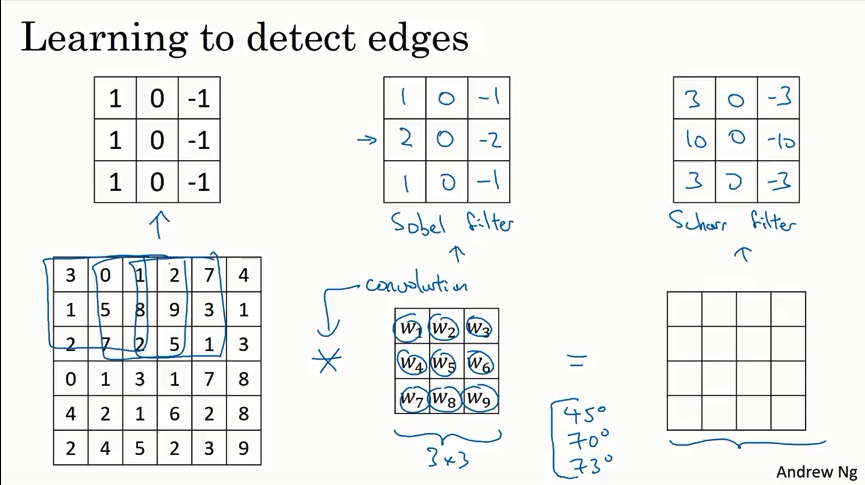 Learning to detect edges
1 0 -1
1 0 -1
1 0 -1
1 0 -1
2 0 -2
1 0 -1
Sobel filter
3 0 -3
10 0 -10
3 0 -3
Scharr filter
3 0 1 2 7 4
1 5 8 9 3 1
2 7 2 5 1 3
0 1 3 1 7 8
4 2 1 6 2 8
2 4 5 2 3 9
convolution
*
w1 w2 w3
w4 w5 w6
w7 w8 w9
3×3
=
45°
70°
73°
Andrew Ng